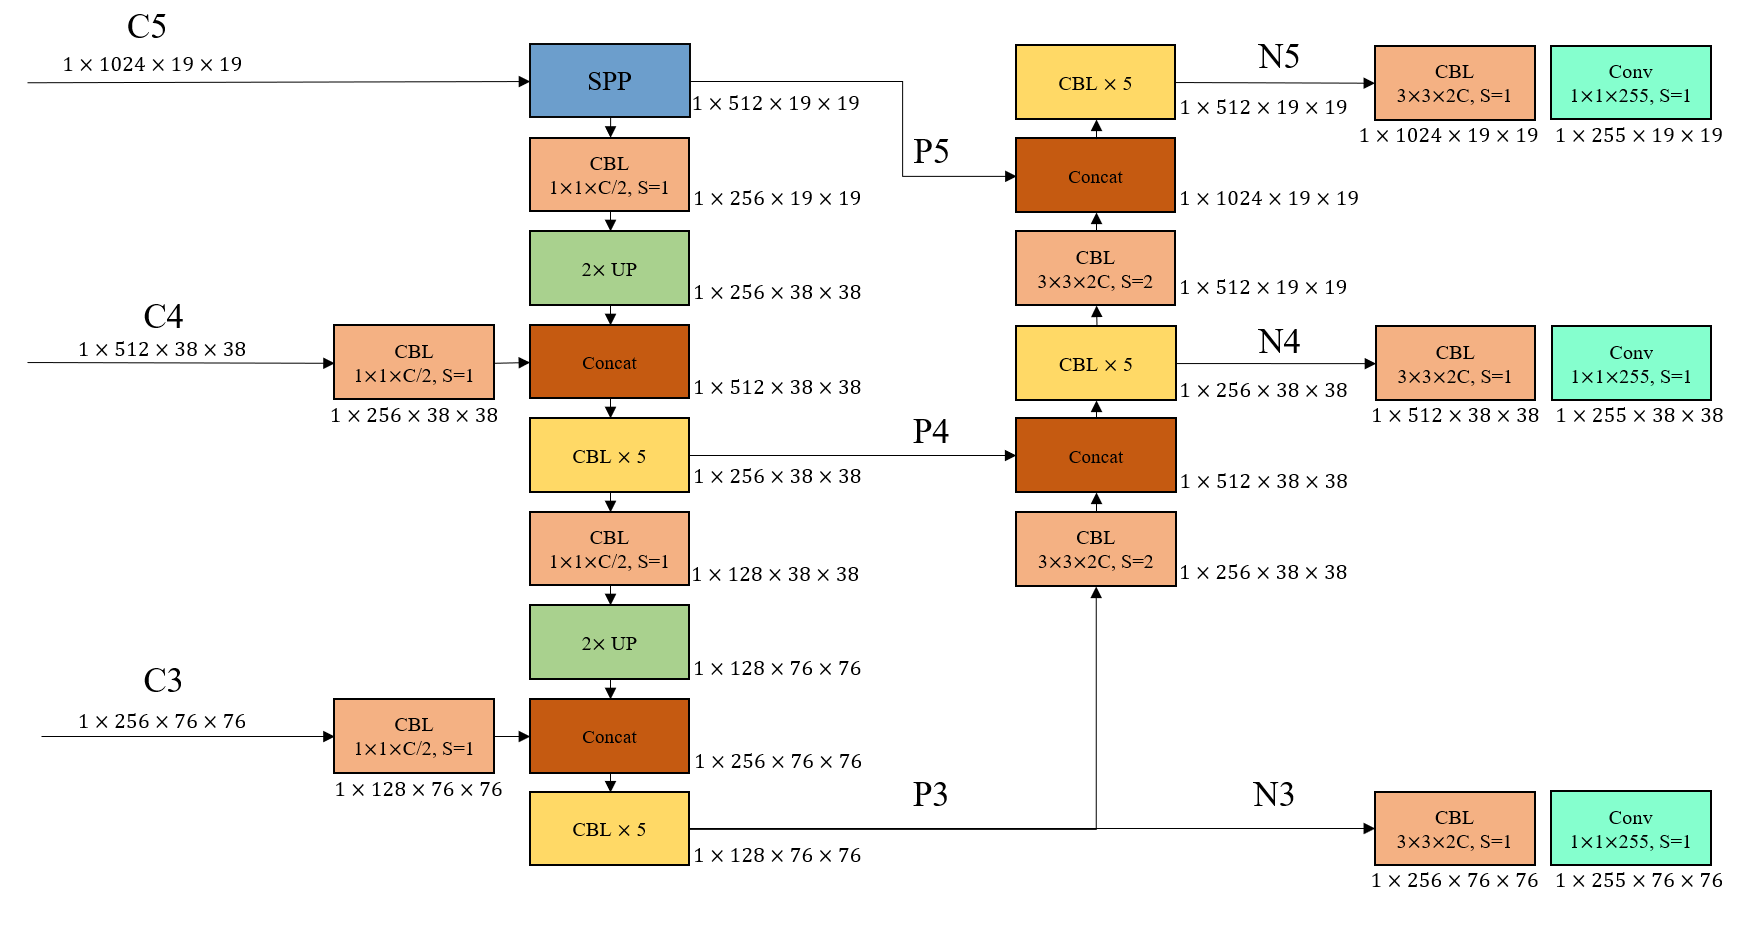 C5
1 × 1024 × 19 × 19
SPP
1 × 512 × 19 × 19
CBL
1×1×C/2, S=1
1 × 256 × 19 × 19
2× UP
1 × 256 × 38 × 38
C4
1 × 512 × 38 × 38
CBL
1×1×C/2, S=1
1 × 256 × 38 × 38
Concat
1 × 512 × 38 × 38
CBL × 5
1 × 256 × 38 × 38
CBL
1×1×C/2, S=1
1 × 128 × 38 × 38
2× UP
1 × 128 × 76 × 76
C3
1 × 256 × 76 × 76
CBL
1×1×C/2, S=1
1 × 128 × 76 × 76
Concat
1 × 256 × 76 × 76
CBL × 5
1 × 128 × 76 × 76
P5
P4
P3
CBL × 5
1 × 512 × 19 × 19
Concat
1 × 1024 × 19 × 19
CBL
3×3×2C, S=2
1 × 512 × 19 × 19
CBL × 5
1 × 256 × 38 × 38
Concat
1 × 512 × 38 × 38
CBL
3×3×2C, S=2
1 × 256 × 38 × 38
N5
CBL
3×3×2C, S=1
1 × 1024 × 19 × 19
Conv
1×1×255, S=1
1 × 255 × 19 × 19
N4
CBL
3×3×2C, S=1
1 × 512 × 38 × 38
Conv
1×1×255, S=1
1 × 255 × 38 × 38
N3
CBL
3×3×2C, S=1
1 × 256 × 76 × 76
Conv
1×1×255, S=1
1 × 255 × 76 × 76